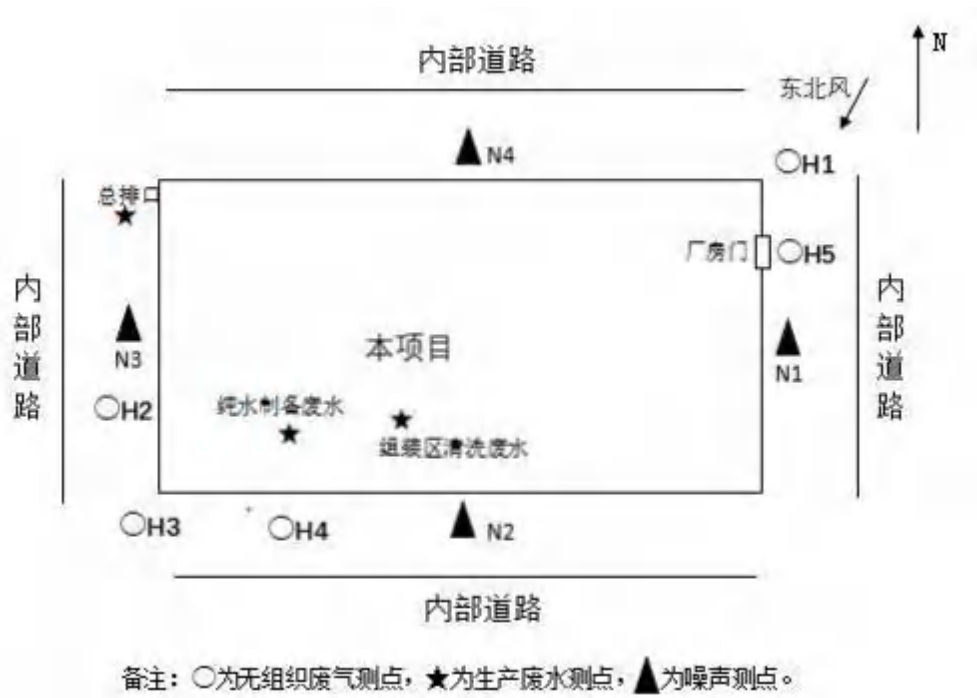 内部道路
N
东北风
N4
H1
总排口
厂房门
H5
内部道路
内部道路
N3
本项目
N1
H2
纯水制备废水
组装区清洗废水
H3
H4
N2
内部道路
备注：○为无组织废气测点，★为生产废水测点，▲为噪声测点。